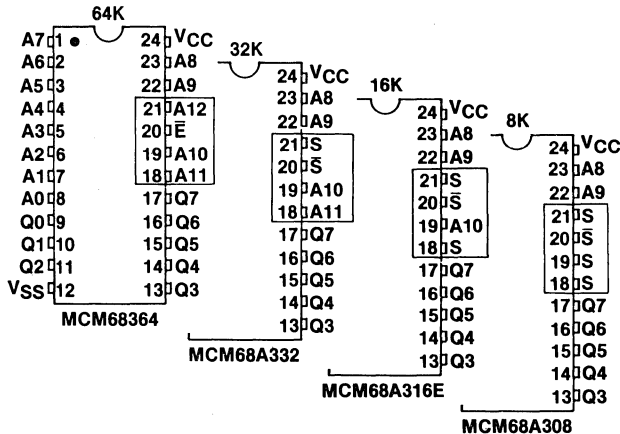 64K
A7 1 24 VCC
A6 2 23 A8
A5 3 22 A9
A4 4 21 A12
A3 5 20 E̅
A2 6 19 A10
A1 7 18 A11
A0 8 17 Q7
Q0 9 16 Q6
Q1 10 15 Q5
Q2 11 14 Q4
VSS 12 13 Q3
MCM68364
32K
24 VCC
23 A8
22 A9
21 S
20 S̅
19 A10
18 A11
17 Q7
16 Q6
15 Q5
14 Q4
13 Q3
MCM68A332
16K
24 VCC
23 A8
22 A9
21 S
20 S̅
19 A10
18 S
17 Q7
16 Q6
15 Q5
14 Q4
13 Q3
MCM68A316E
8K
24 VCC
23 A8
22 A9
21 S
20 S̅
19 S
18 S
17 Q7
16 Q6
15 Q5
14 Q4
13 Q3
MCM68A308